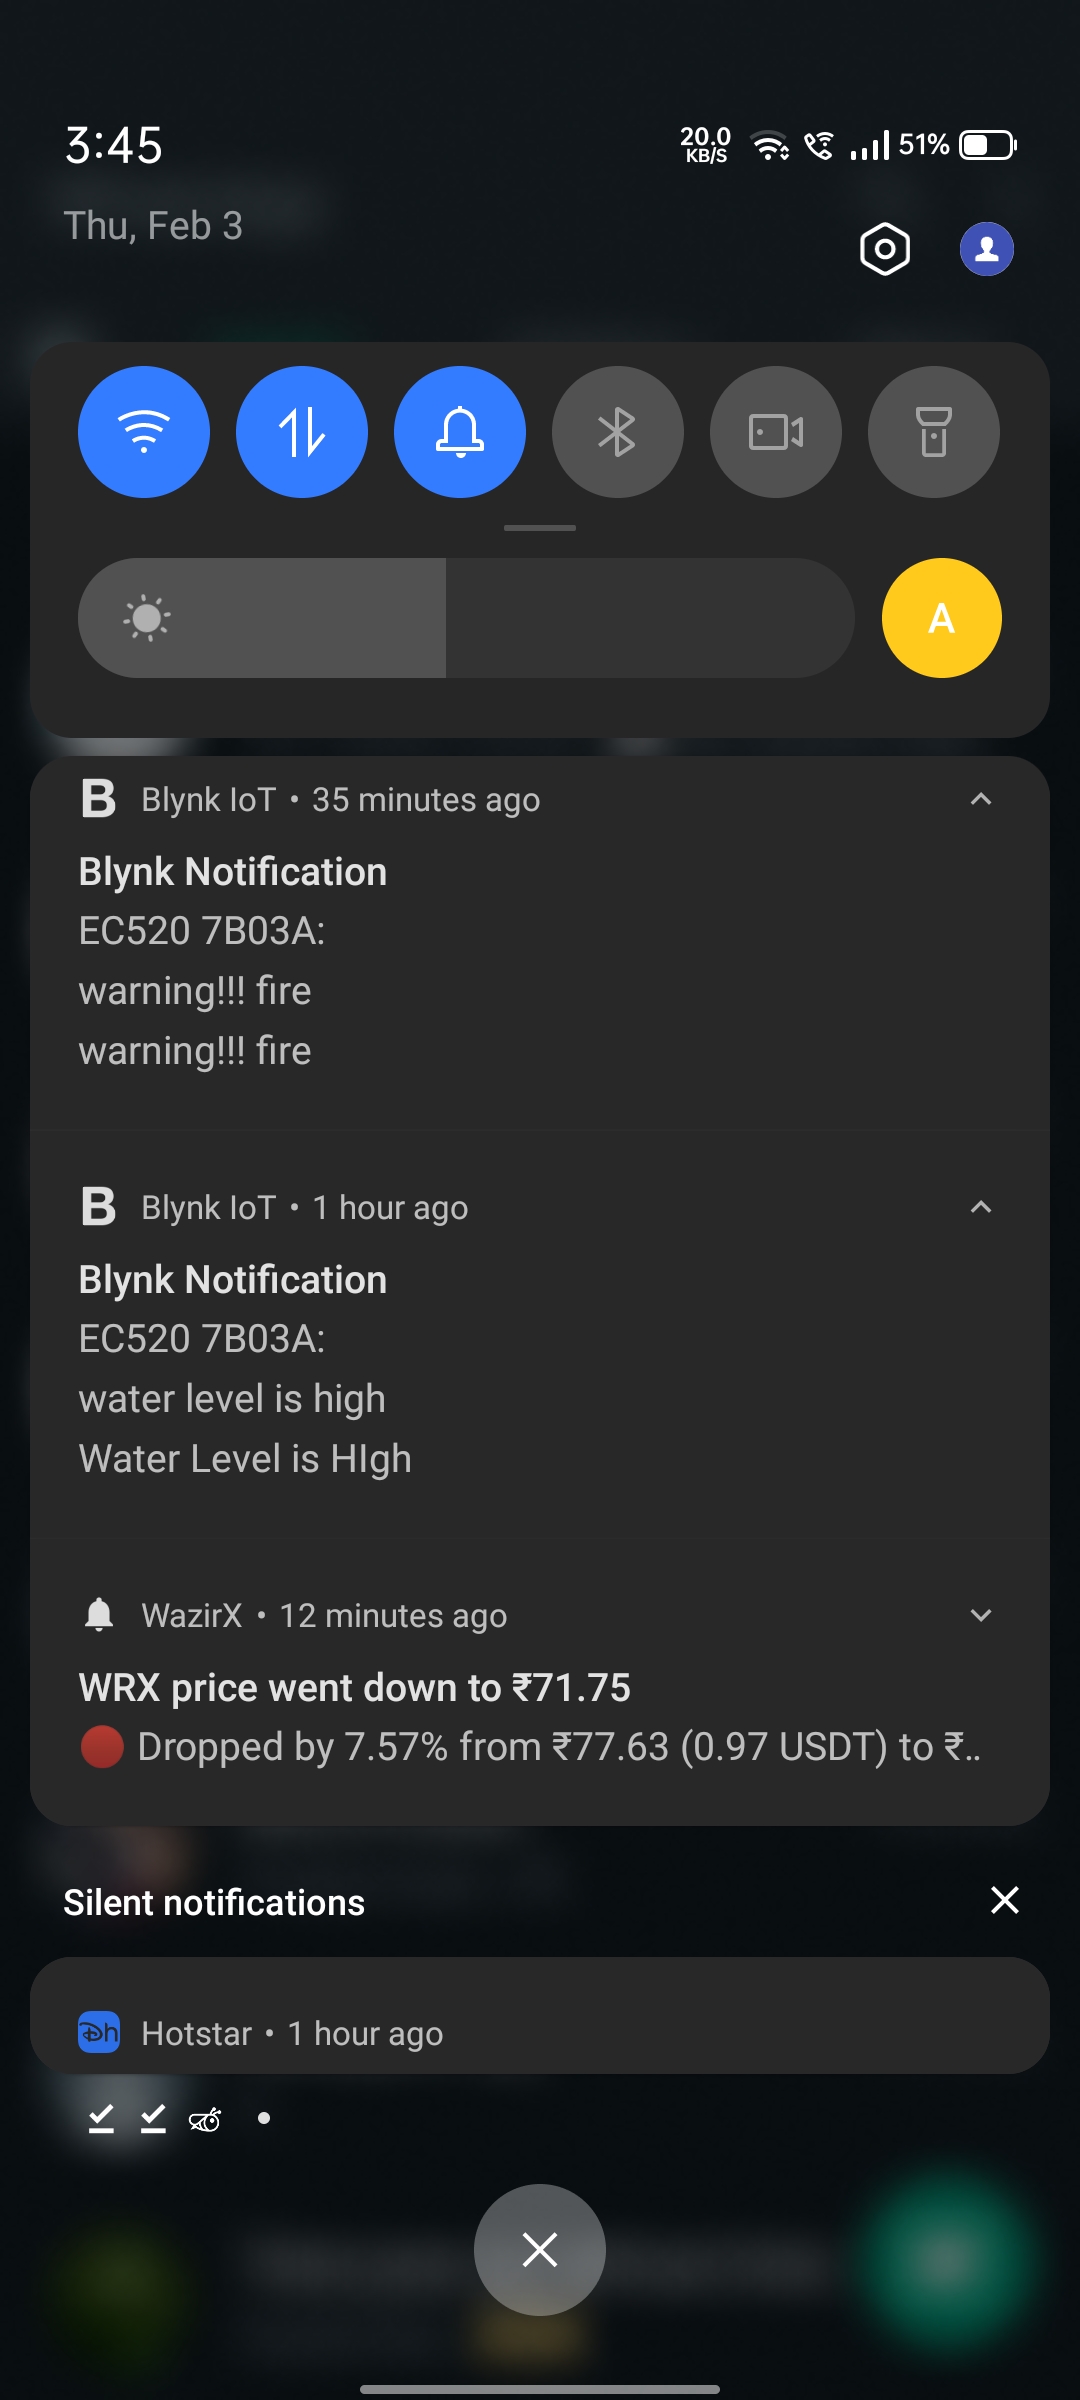 3:45
20.0
KB/S
51%
Thu, Feb 3
A
B Blynk IoT • 35 minutes ago
Blynk Notification
EC520 7B03A:
warning!!! fire
warning!!! fire
B Blynk IoT • 1 hour ago
Blynk Notification
EC520 7B03A:
water level is high
Water Level is HIgh
WazirX • 12 minutes ago
WRX price went down to ₹71.75
Dropped by 7.57% from ₹77.63 (0.97 USDT) to ₹..
Silent notifications
Dh Hotstar • 1 hour ago